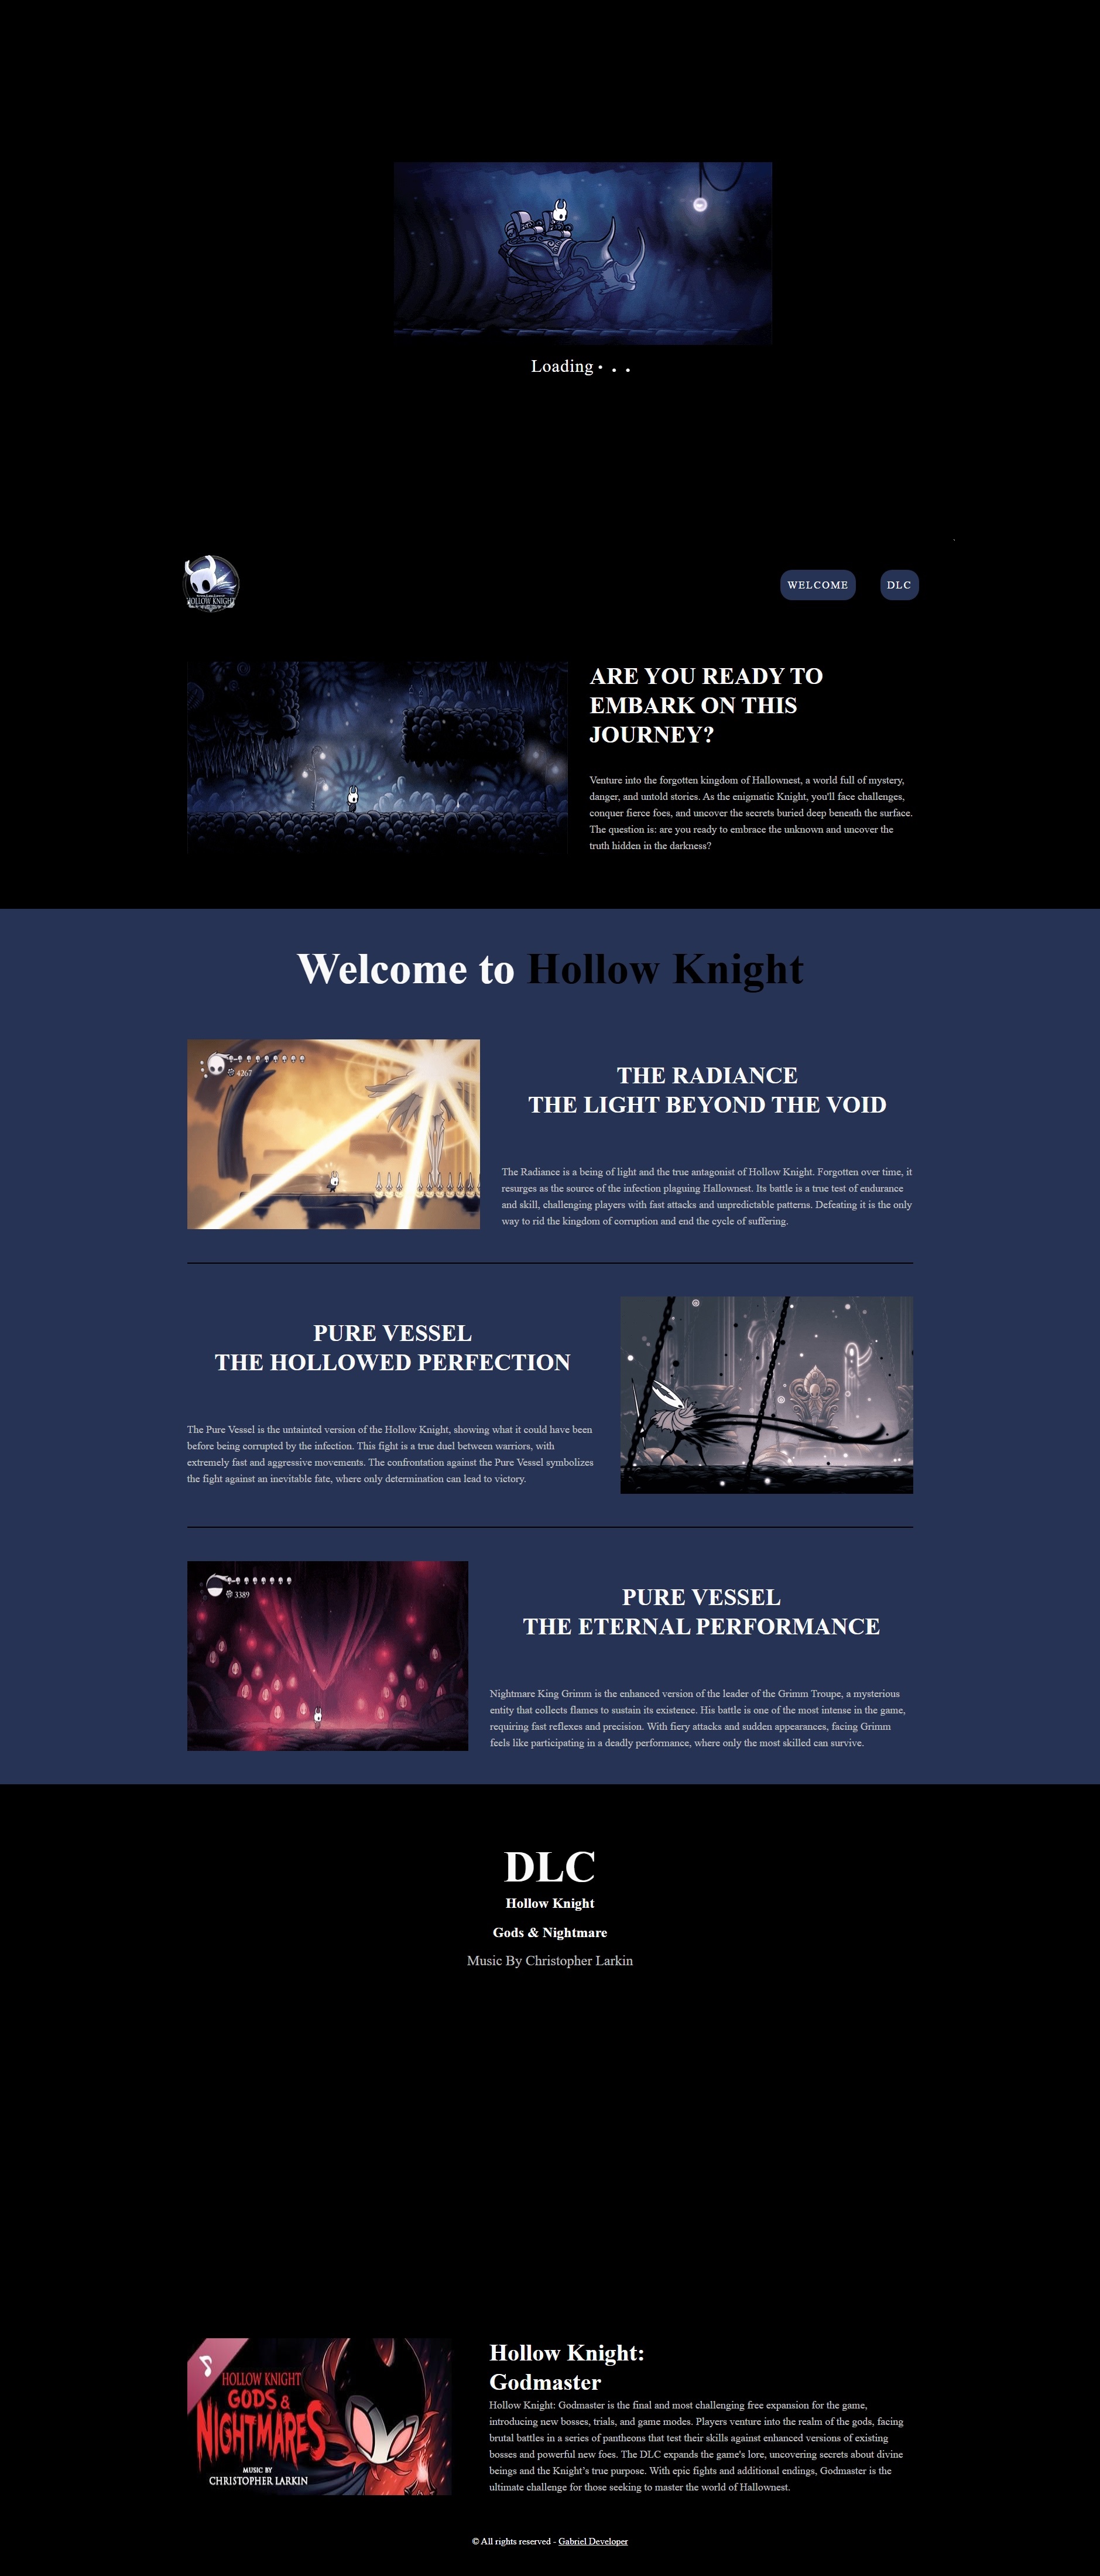 Loading . . .
HOLLOW KNIGHT
WELCOME
DLC
ARE YOU READY TO
EMBARK ON THIS
JOURNEY?
Venture into the forgotten kingdom of Hallownest, a world full of mystery,
danger, and untold stories. As the enigmatic Knight, you'll face challenges,
conquer fierce foes, and uncover the secrets buried deep beneath the surface.
The question is: are you ready to embrace the unknown and uncover the
truth hidden in the darkness?
Welcome to Hollow Knight
4267
THE RADIANCE
THE LIGHT BEYOND THE VOID
The Radiance is a being of light and the true antagonist of Hollow Knight. Forgotten over time, it
resurges as the source of the infection plaguing Hallownest. Its battle is a true test of endurance
and skill, challenging players with fast attacks and unpredictable patterns. Defeating it is the only
way to rid the kingdom of corruption and end the cycle of suffering.
PURE VESSEL
THE HOLLOWED PERFECTION
The Pure Vessel is the untainted version of the Hollow Knight, showing what it could have been
before being corrupted by the infection. This fight is a true duel between warriors, with
extremely fast and aggressive movements. The confrontation against the Pure Vessel symbolizes
the fight against an inevitable fate, where only determination can lead to victory.
3389
PURE VESSEL
THE ETERNAL PERFORMANCE
Nightmare King Grimm is the enhanced version of the leader of the Grimm Troupe, a mysterious
entity that collects flames to sustain its existence. His battle is one of the most intense in the game,
requiring fast reflexes and precision. With fiery attacks and sudden appearances, facing Grimm
feels like participating in a deadly performance, where only the most skilled can survive.
DLC
Hollow Knight
Gods & Nightmare
Music By Christopher Larkin
HOLLOW KNIGHT
GODS &
NIGHTMARES
MUSIC BY
CHRISTOPHER LARKIN
Hollow Knight:
Godmaster
Hollow Knight: Godmaster is the final and most challenging free expansion for the game,
introducing new bosses, trials, and game modes. Players venture into the realm of the gods, facing
brutal battles in a series of pantheons that test their skills against enhanced versions of existing
bosses and powerful new foes. The DLC expands the game's lore, uncovering secrets about divine
beings and the Knight’s true purpose. With epic fights and additional endings, Godmaster is the
ultimate challenge for those seeking to master the world of Hallownest.
© All rights reserved - Gabriel Developer